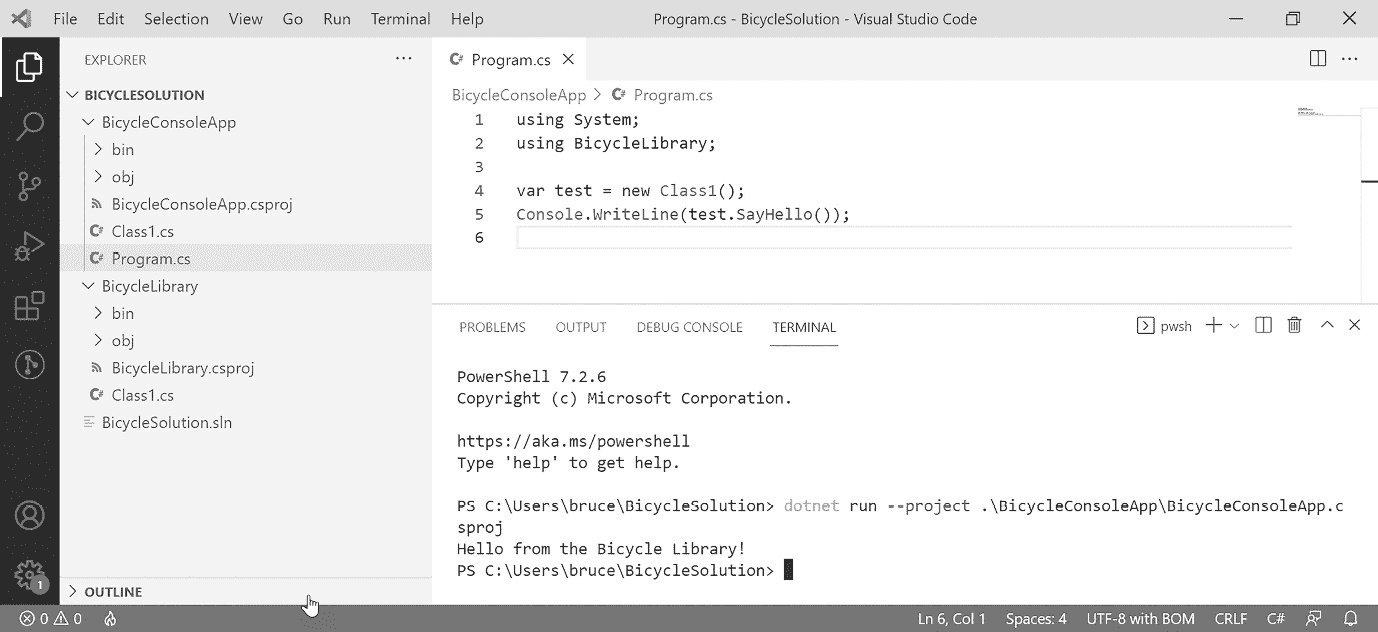 File Edit Selection View Go Run Terminal Help
Program.cs - BicycleSolution - Visual Studio Code
EXPLORER
BICYCLESOLUTION
BicycleConsoleApp
bin
obj
BicycleConsoleApp.csproj
Class1.cs
Program.cs
BicycleLibrary
bin
obj
BicycleLibrary.csproj
Class1.cs
BicycleSolution.sln
OUTLINE
1
C# Program.cs
BicycleConsoleApp > C# Program.cs
1 using System;
2 using BicycleLibrary;
3
4 var test = new Class1();
5 Console.WriteLine(test.SayHello());
6
PROBLEMS OUTPUT DEBUG CONSOLE TERMINAL
pwsh
PowerShell 7.2.6
Copyright (c) Microsoft Corporation.
https://aka.ms/powershell
Type 'help' to get help.
PS C:\Users\bruce\BicycleSolution> dotnet run --project .\BicycleConsoleApp\BicycleConsoleApp.c
sproj
Hello from the Bicycle Library!
PS C:\Users\bruce\BicycleSolution>
0 0
Ln 6, Col 1 Spaces: 4 UTF-8 with BOM CRLF C#